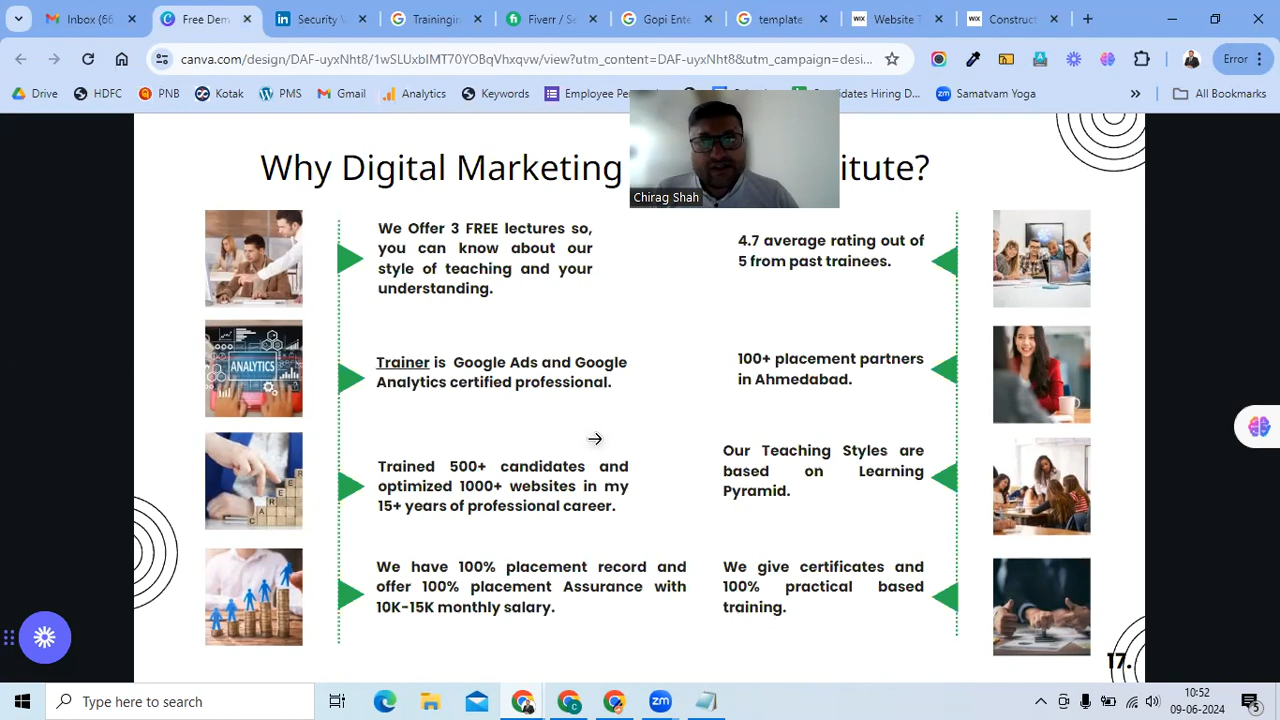 Inbox (66
Free Dem
Security \
Training in
Fiverr / Se
Gopi Ente
template
Website T
Construct
canva.com/design/DAF-uyxNht8/1wSLUxbIMT70YOBqVhxqvw/view?utm_content=DAF-uyxNht8&utm_campaign=desi...
Error
Drive
HDFC
PNB
Kotak
PMS
Gmail
Analytics
Keywords
Employee Per
idates Hiring D...
Samatvam Yoga
All Bookmarks
Why Digital Marketing
itute?
Chirag Shah
We Offer 3 FREE lectures so,
you can know about our
style of teaching and your
understanding.
4.7 average rating out of
5 from past trainees.
Trainer is Google Ads and Google
Analytics certified professional.
ANALYTICS
100+ placement partners
in Ahmedabad.
Trained 500+ candidates and
optimized 1000+ websites in my
15+ years of professional career.
Our Teaching Styles are
based on Learning
Pyramid.
We have 100% placement record and
offer 100% placement Assurance with
10K-15K monthly salary.
We give certificates and
100% practical based
training.
17.
Type here to search
10:52
09-06-2024
5